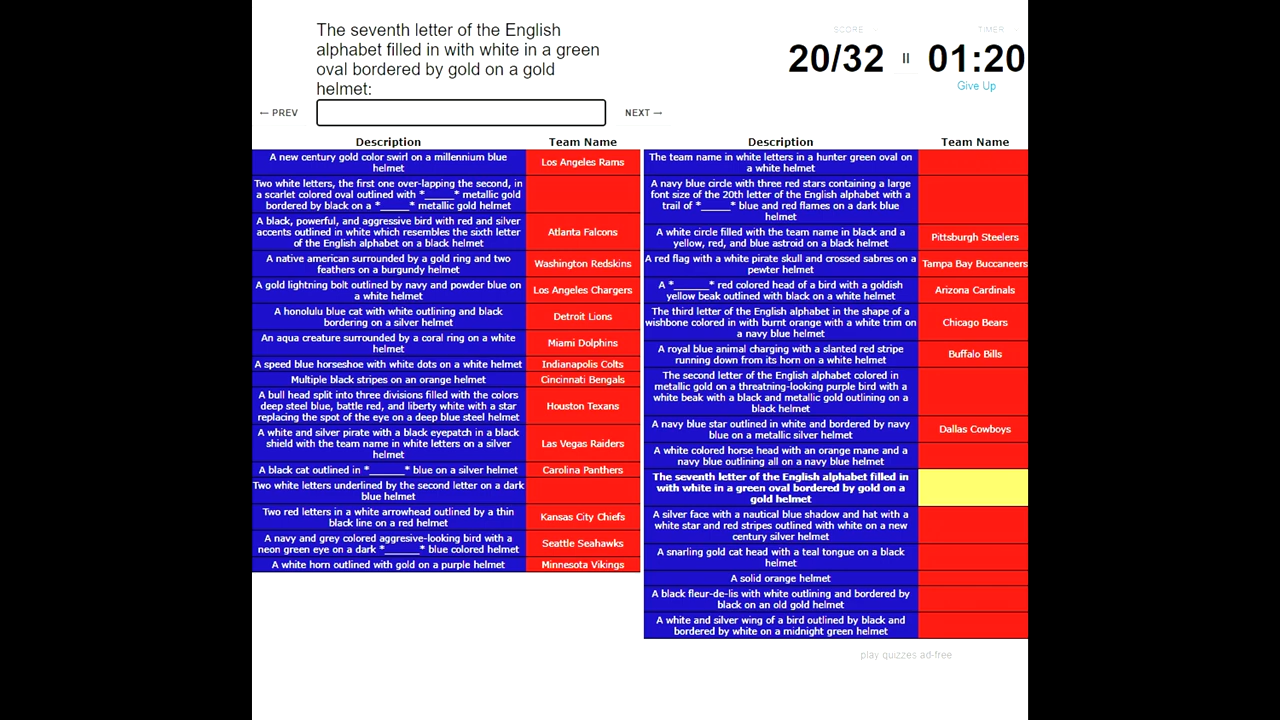 The seventh letter of the English
alphabet filled in with white in a green
oval bordered by gold on a gold
helmet:
← PREV
NEXT →
SCORE
20/32
TIMER
01:20
Give Up
Description Team Name
A new century gold color swirl on a millennium blue
helmet
Los Angeles Rams
Two white letters, the first one over-lapping the second, in
a scarlet colored oval outlined with *______* metallic gold
bordered by black on a *______* metallic gold helmet
A black, powerful, and aggressive bird with red and silver
accents outlined in white which resembles the sixth letter
of the English alphabet on a black helmet
Atlanta Falcons
A native american surrounded by a gold ring and two
feathers on a burgundy helmet
Washington Redskins
A gold lightning bolt outlined by navy and powder blue on
a white helmet
Los Angeles Chargers
A honolulu blue cat with white outlining and black
bordering on a silver helmet
Detroit Lions
An aqua creature surrounded by a coral ring on a white
helmet
Miami Dolphins
A speed blue horseshoe with white dots on a white helmet
Indianapolis Colts
Multiple black stripes on an orange helmet
Cincinnati Bengals
A bull head split into three divisions filled with the colors
deep steel blue, battle red, and liberty white with a star
replacing the spot of the eye on a deep blue steel helmet
Houston Texans
A white and silver pirate with a black eyepatch in a black
shield with the team name in white letters on a silver
helmet
Las Vegas Raiders
A black cat outlined in *_______* blue on a silver helmet
Carolina Panthers
Two white letters underlined by the second letter on a dark
blue helmet
Two red letters in a white arrowhead outlined by a thin
black line on a red helmet
Kansas City Chiefs
A navy and grey colored aggresive-looking bird with a
neon green eye on a dark *_______* blue colored helmet
Seattle Seahawks
A white horn outlined with gold on a purple helmet
Minnesota Vikings
Description Team Name
The team name in white letters in a hunter green oval on
a white helmet
A navy blue circle with three red stars containing a large
font size of the 20th letter of the English alphabet with a
trail of *______* blue and red flames on a dark blue
helmet
A white circle filled with the team name in black and a
yellow, red, and blue astroid on a black helmet
Pittsburgh Steelers
A red flag with a white pirate skull and crossed sabres on a
pewter helmet
Tampa Bay Buccaneers
A *_______* red colored head of a bird with a goldish
yellow beak outlined with black on a white helmet
Arizona Cardinals
The third letter of the English alphabet in the shape of a
wishbone colored in with burnt orange with a white trim on
a navy blue helmet
Chicago Bears
A royal blue animal charging with a slanted red stripe
running down from its horn on a white helmet
Buffalo Bills
The second letter of the English alphabet colored in
metallic gold on a threatning-looking purple bird with a
white beak with a black and metallic gold outlining on a
black helmet
A navy blue star outlined in white and bordered by navy
blue on a metallic silver helmet
Dallas Cowboys
A white colored horse head with an orange mane and a
navy blue outlining all on a navy blue helmet
The seventh letter of the English alphabet filled in
with white in a green oval bordered by gold on a
gold helmet
A silver face with a nautical blue shadow and hat with a
white star and red stripes outlined with white on a new
century silver helmet
A snarling gold cat head with a teal tongue on a black
helmet
A solid orange helmet
A black fleur-de-lis with white outlining and bordered by
black on an old gold helmet
A white and silver wing of a bird outlined by black and
bordered by white on a midnight green helmet
play quizzes ad-free